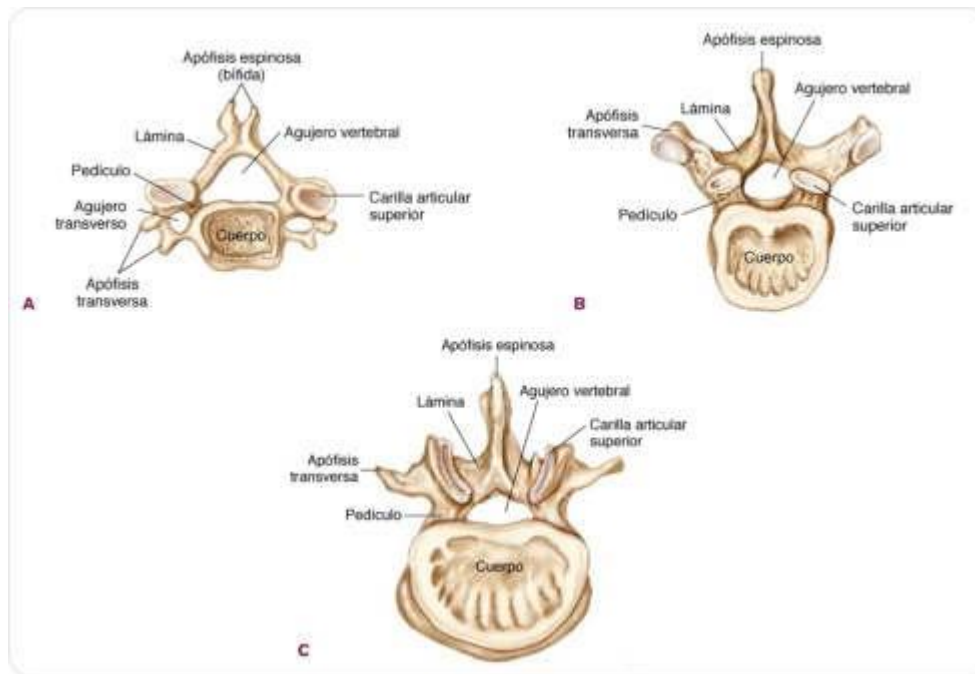 Apófisis espinosa
(bífida)
Lámina
Agujero vertebral
Pedículo
Agujero
transverso
Carilla articular
superior
Cuerpo
Apófisis
transversa
A
Apófisis espinosa
Apófisis
transversa
Lámina
Agujero vertebral
Pedículo
Carilla articular
superior
Cuerpo
B
Apófisis espinosa
Lámina
Agujero vertebral
Carilla articular
superior
Apófisis
transversa
Pedículo
Cuerpo
C